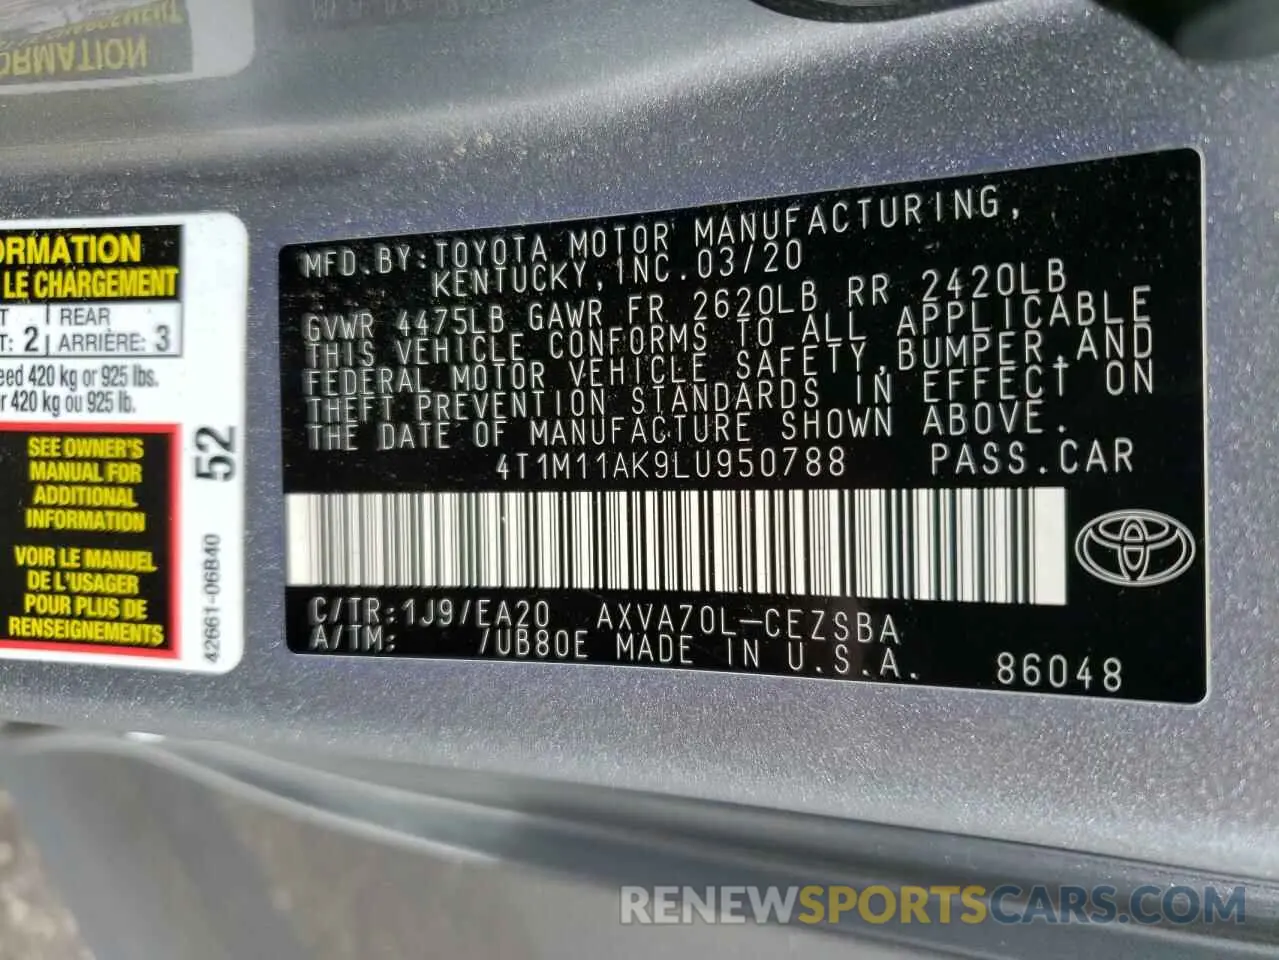 ORMATION
LE CHARGEMENT
REAR
T: 2 ARRIÈRE: 3
eed 420 kg or 925 lbs.
r 420 kg ou 925 lb.
SEE OWNER'S
MANUAL FOR
ADDITIONAL
INFORMATION
VOIR LE MANUEL
DE L'USAGER
POUR PLUS DE
RENSEIGNEMENTS
52
42661-06B40
MFD.BY:TOYOTA MOTOR MANUFACTURING,
KENTUCKY, INC. 03/20
GVWR 4475LB GAWR FR 2620LB RR 2420LB
THIS VEHICLE CONFORMS TO ALL APPLICABLE
FEDERAL MOTOR VEHICLE SAFETY,BUMPER,AND
THEFT PREVENTION STANDARDS IN EFFECT ON
THE DATE OF MANUFACTURE SHOWN ABOVE.
4T1M11AK9LU950788 PASS.CAR
C/TR:1J9/EA20 AXVA70L-CEZSBA
A/TM: /UB80E MADE IN U.S.A. 86048
RENEWSPORTSCARS.COM